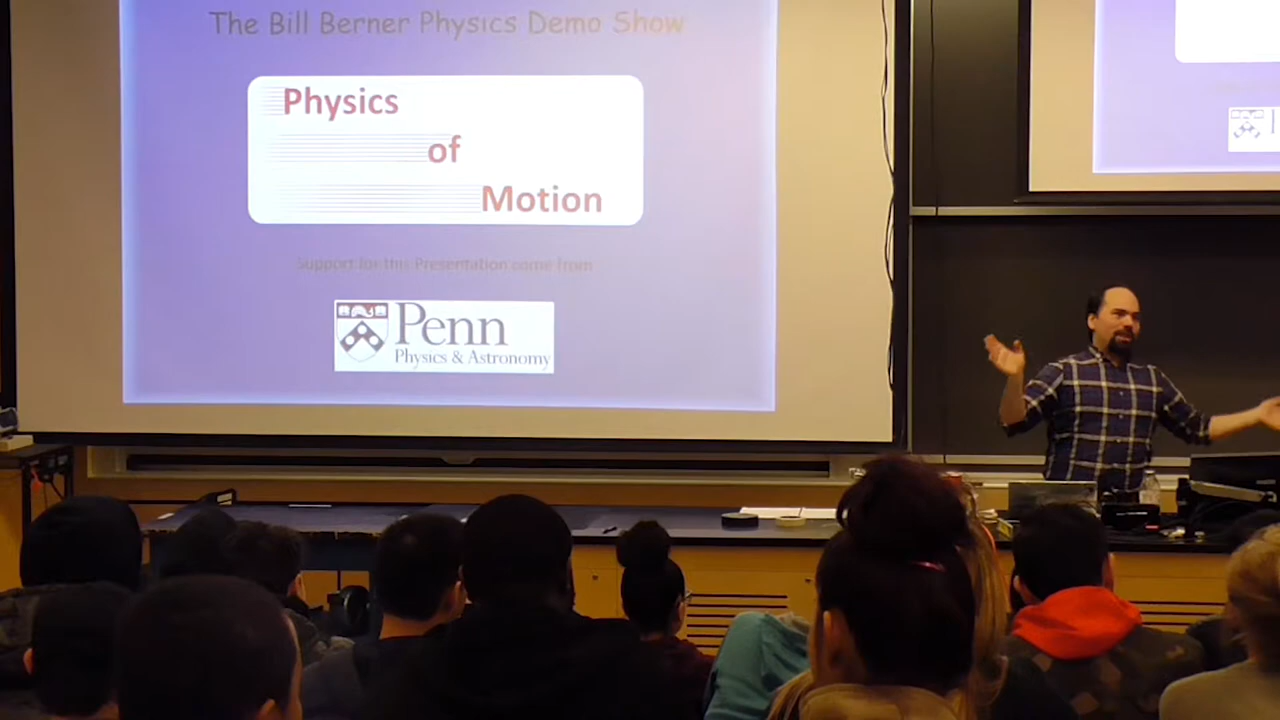 The Bill Berner Physics Demo Show
Physics
of
Motion
Support for this Presentation come from
Penn
Physics & Astronomy